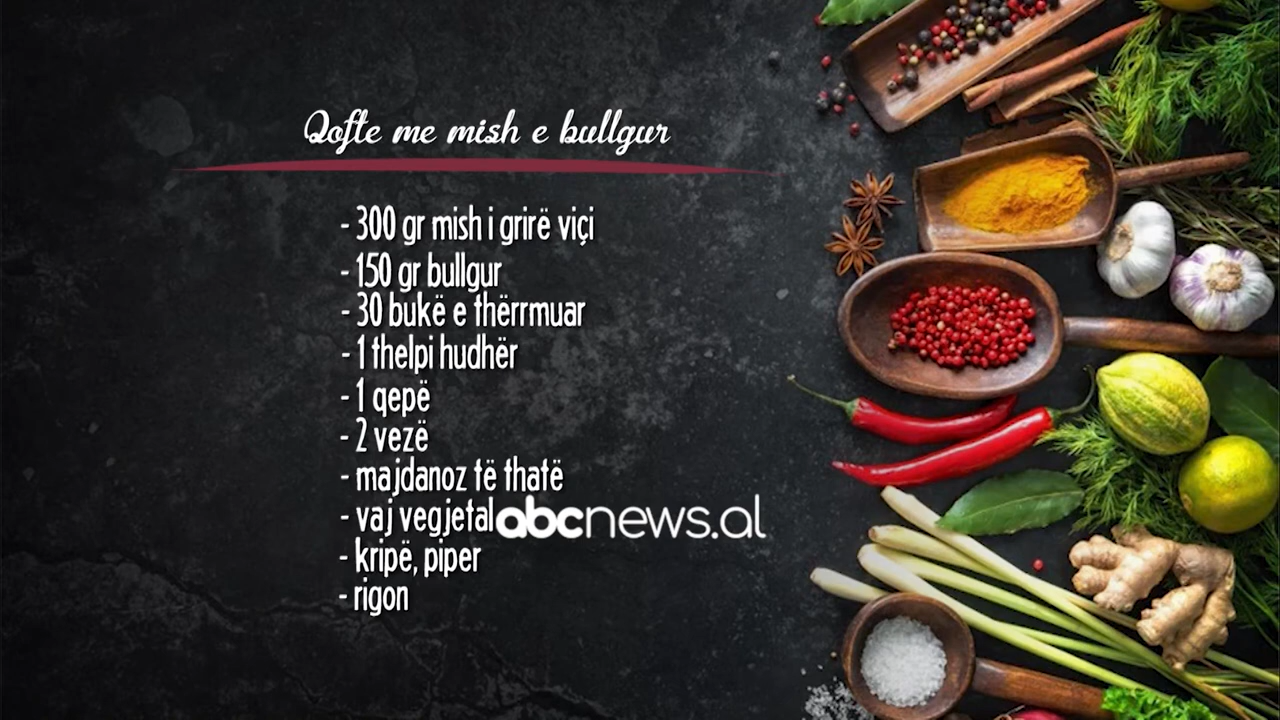 Qofte me mish e bullgur
- 300 gr mish i grirë viçi
- 150 gr bullgur
- 30 bukë e thërrmuar
- 1 thelpi hudhër
- 1 qepë
- 2 vezë
- majdanoz të thatë
- vaj vegjetal
abcnews.al
- kripë, piper
- rigon